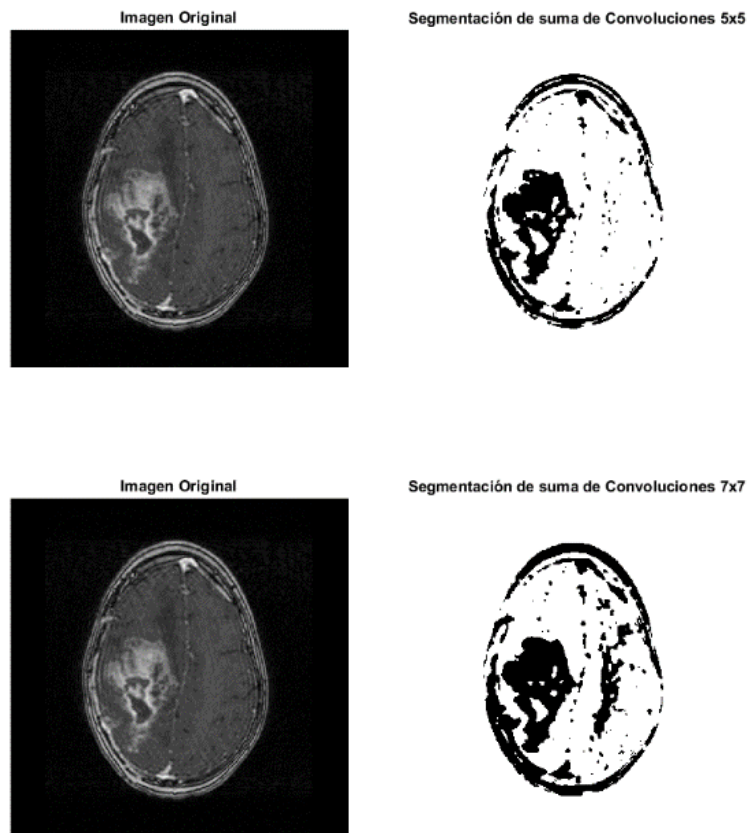 Imagen Original
Segmentación de suma de Convoluciones 5x5
Imagen Original
Segmentación de suma de Convoluciones 7x7